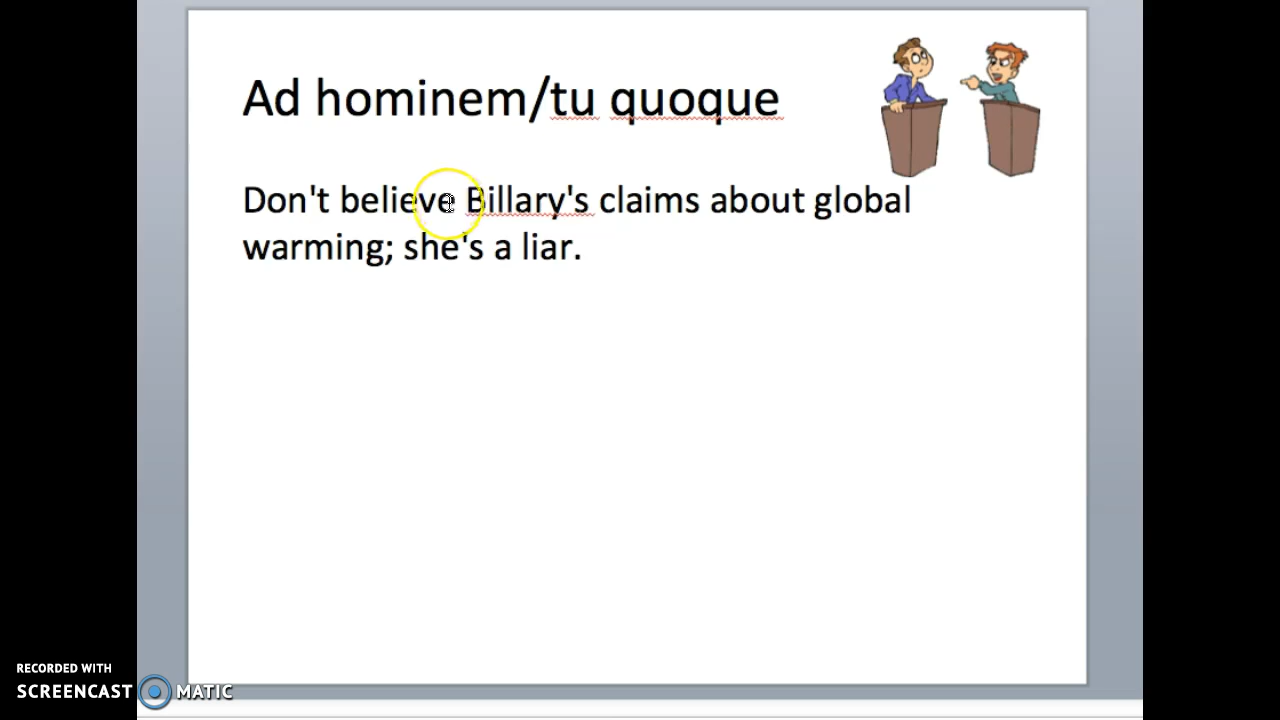 Ad hominem/tu quoque
Don't believe Billary's claims about global
warming; she's a liar.
RECORDED WITH
SCREENCAST MATIC